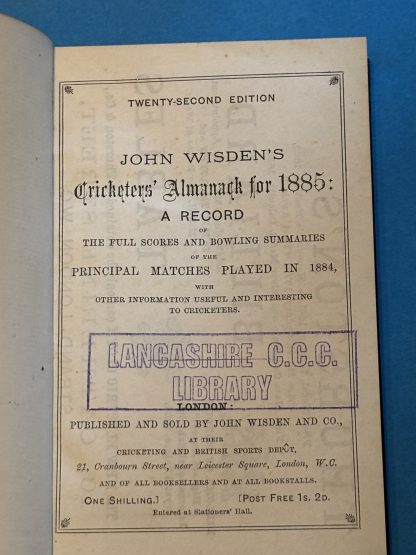 TWENTY-SECOND EDITION
JOHN WISDEN'S
Cricketers' Almanack for 1885:
A RECORD
OF
THE FULL SCORES AND BOWLING SUMMARIES
OF THE
PRINCIPAL MATCHES PLAYED IN 1884,
WITH
OTHER INFORMATION USEFUL AND INTERESTING
TO CRICKETERS.
LANCASHIRE C.C.C.
LIBRARY
LONDON:
PUBLISHED AND SOLD BY JOHN WISDEN AND CO.,
AT THEIR
CRICKETING AND BRITISH SPORTS DEPÔT,
21, Cranbourn Street, near Leicester Square, London, W.C.
AND OF ALL BOOKSELLERS AND AT ALL BOOKSTALLS.
ONE SHILLING.] [POST FREE 1s. 2D.
Entered at Stationers' Hall.